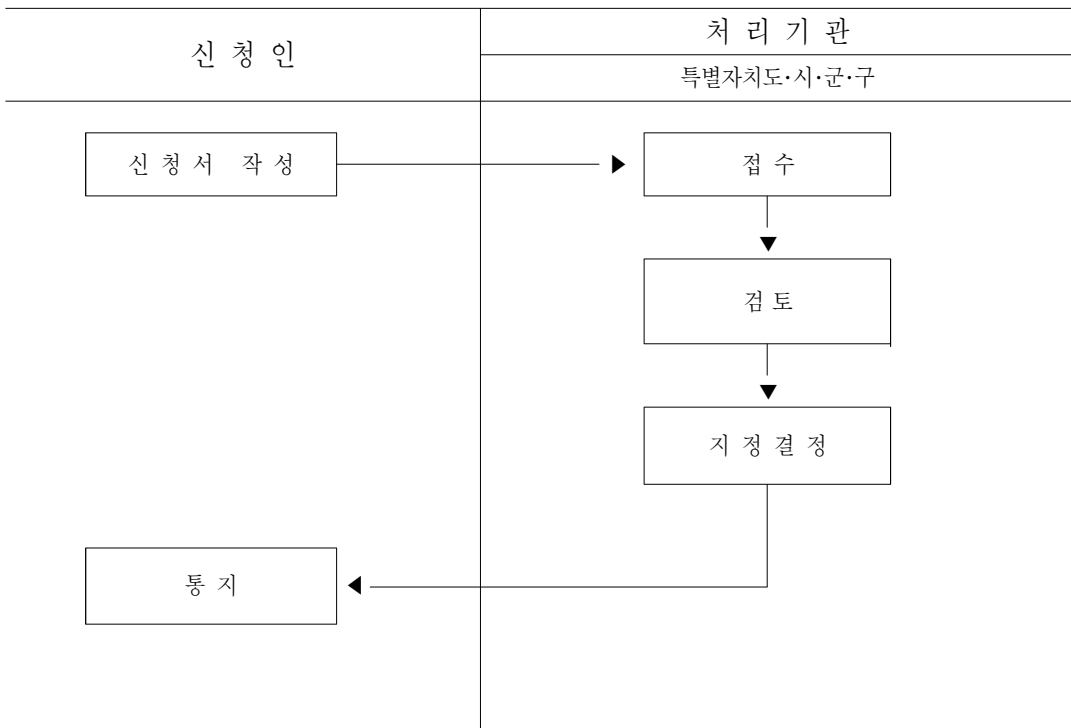 신 청 인
처 리 기 관
특별자치도·시·군·구
신 청 서 작 성
접 수
검 토
지 정 결 정
통 지